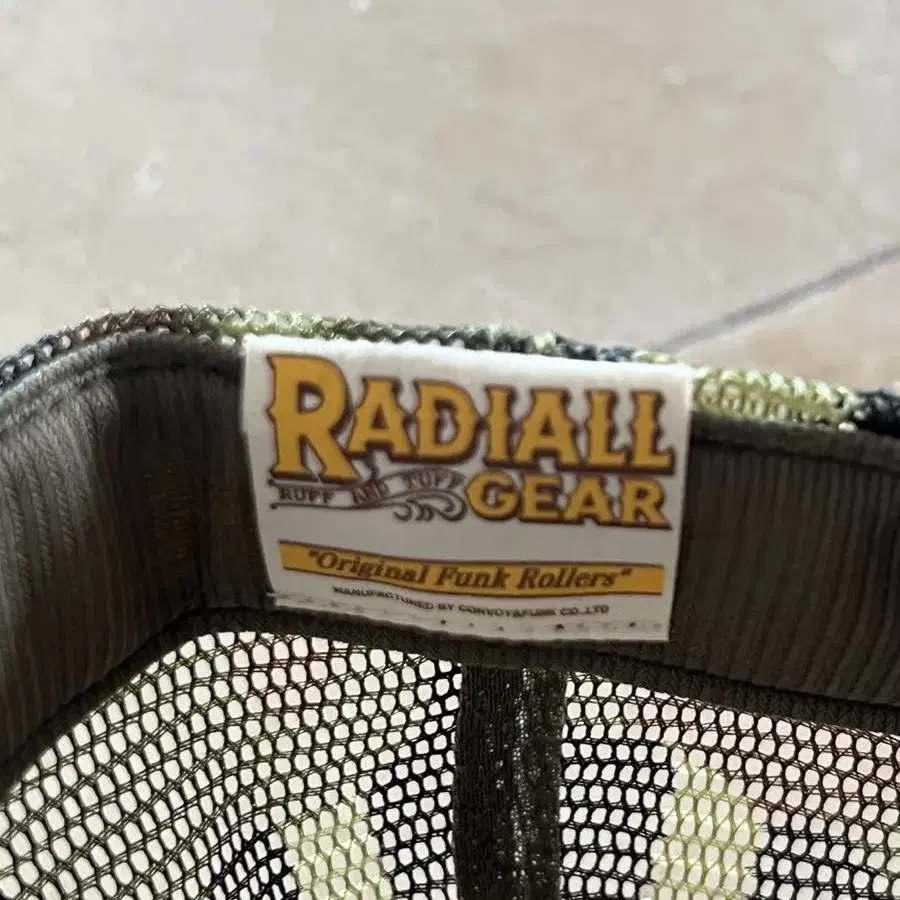 RADIALL
RUFF AND TUFF GEAR
"Original Funk Rollers"
MANUFACTURED BY CONVOY&FUNK CO.,LTD